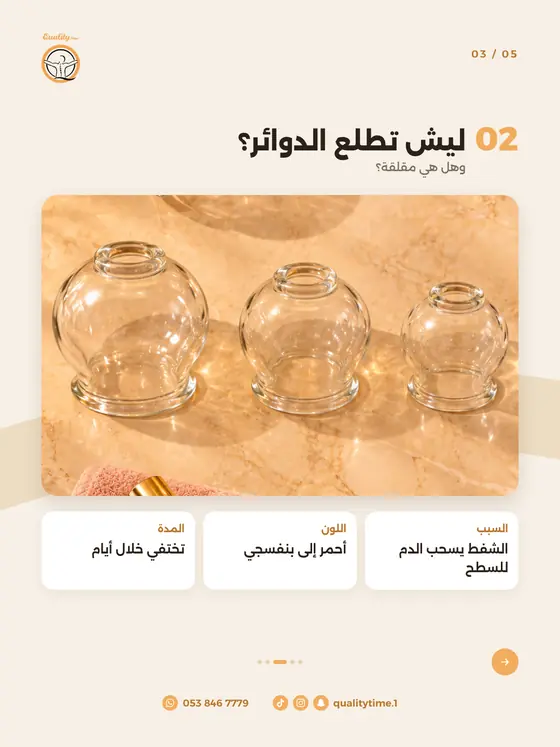 Quality Time
03 / 05
02 ليش تطلع الدوائر؟
وهل هي مقلقة؟
السبب
الشفط يسحب الدم
للسطح
اللون
أحمر إلى بنفسجي
المدة
تختفي خلال أيام
053 846 7779
qualitytime.1